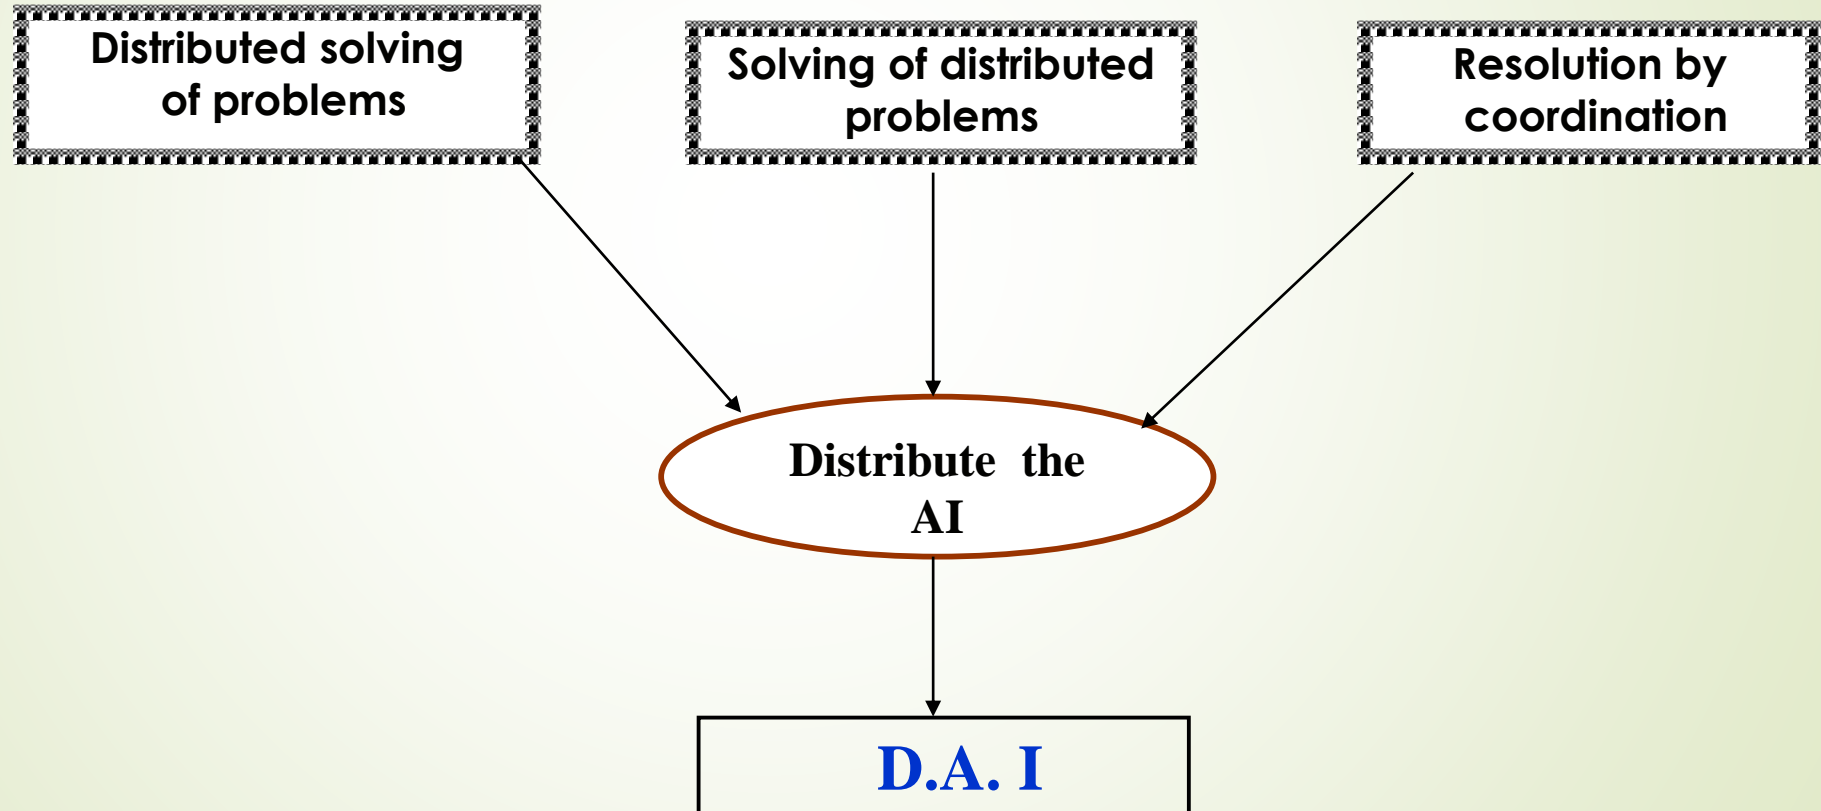 Distributed solving
of problems
Solving of distributed
problems
Resolution by
coordination
Distribute the
AI
D.A. I